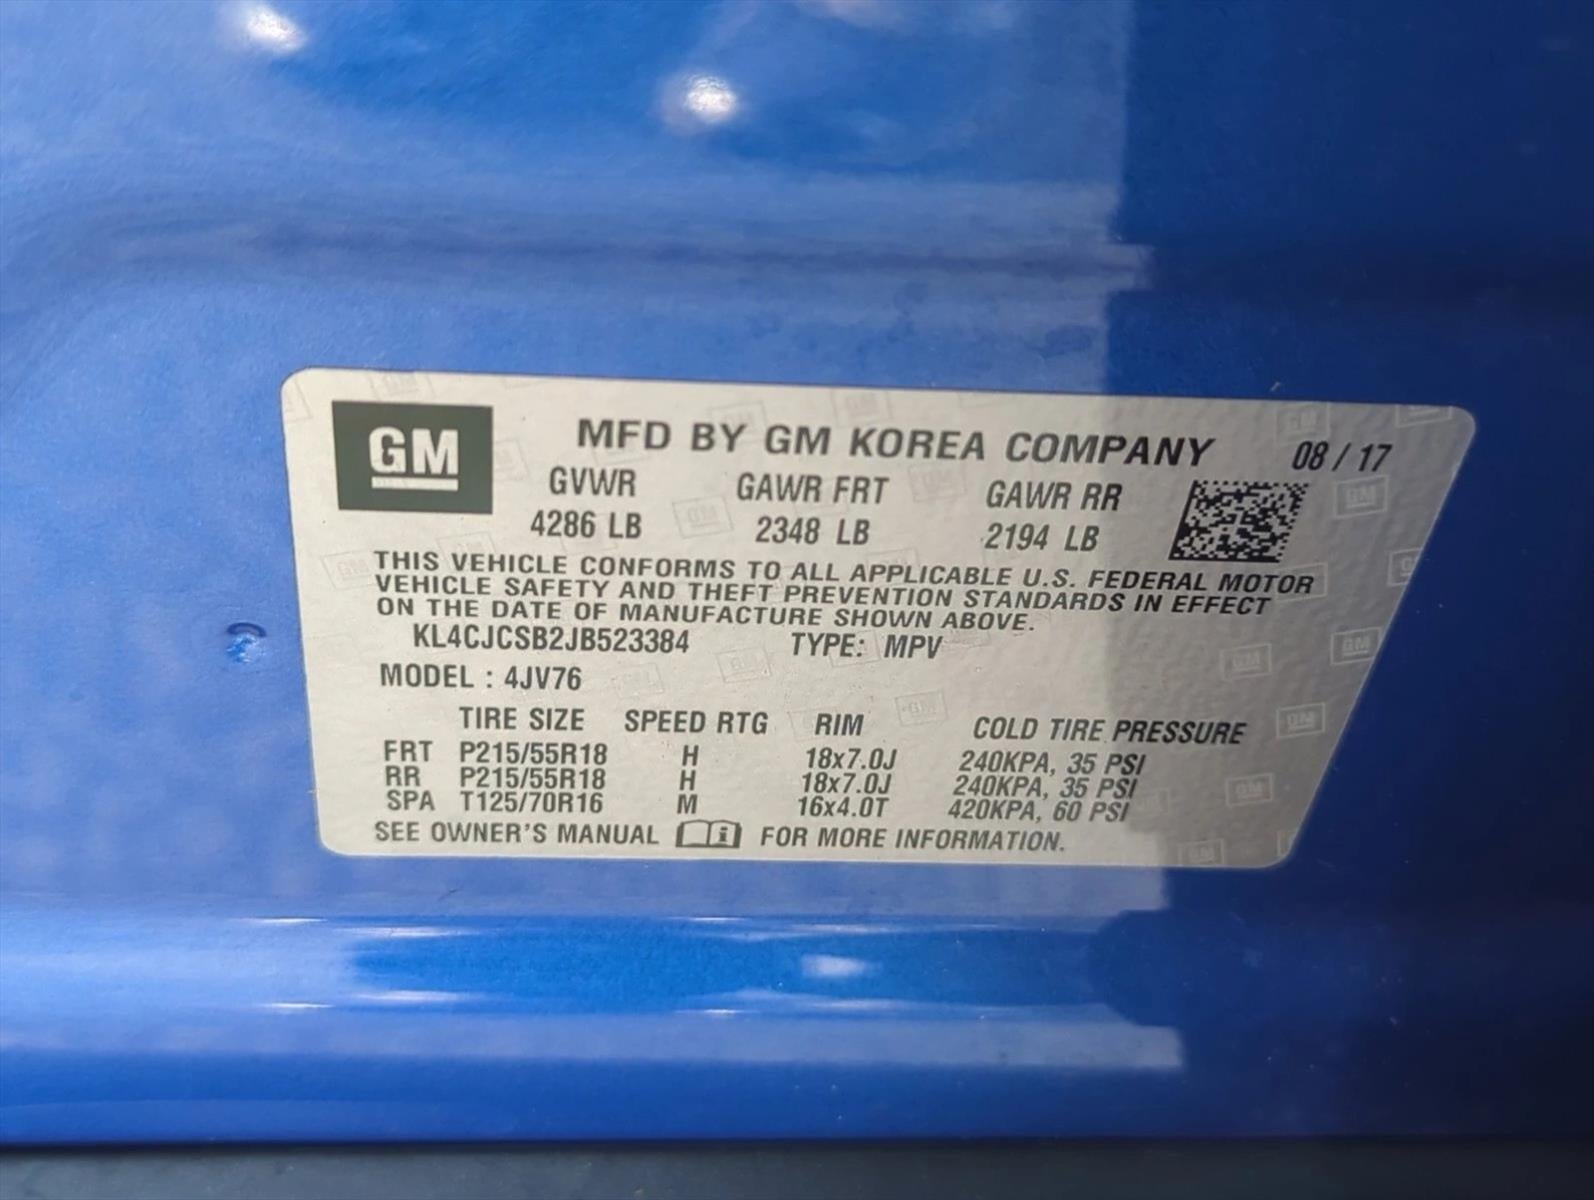 GM MFD BY GM KOREA COMPANY 08 / 17
GVWR GAWR FRT GAWR RR
4286 LB 2348 LB 2194 LB
THIS VEHICLE CONFORMS TO ALL APPLICABLE U.S. FEDERAL MOTOR
VEHICLE SAFETY AND THEFT PREVENTION STANDARDS IN EFFECT
ON THE DATE OF MANUFACTURE SHOWN ABOVE.
KL4CJCSB2JB523384 TYPE: MPV
MODEL : 4JV76
TIRE SIZE SPEED RTG RIM COLD TIRE PRESSURE
FRT P215/55R18 H 18x7.0J 240KPA, 35 PSI
RR P215/55R18 H 18x7.0J 240KPA, 35 PSI
SPA T125/70R16 M 16x4.0T 420KPA, 60 PSI
SEE OWNER'S MANUAL i FOR MORE INFORMATION.